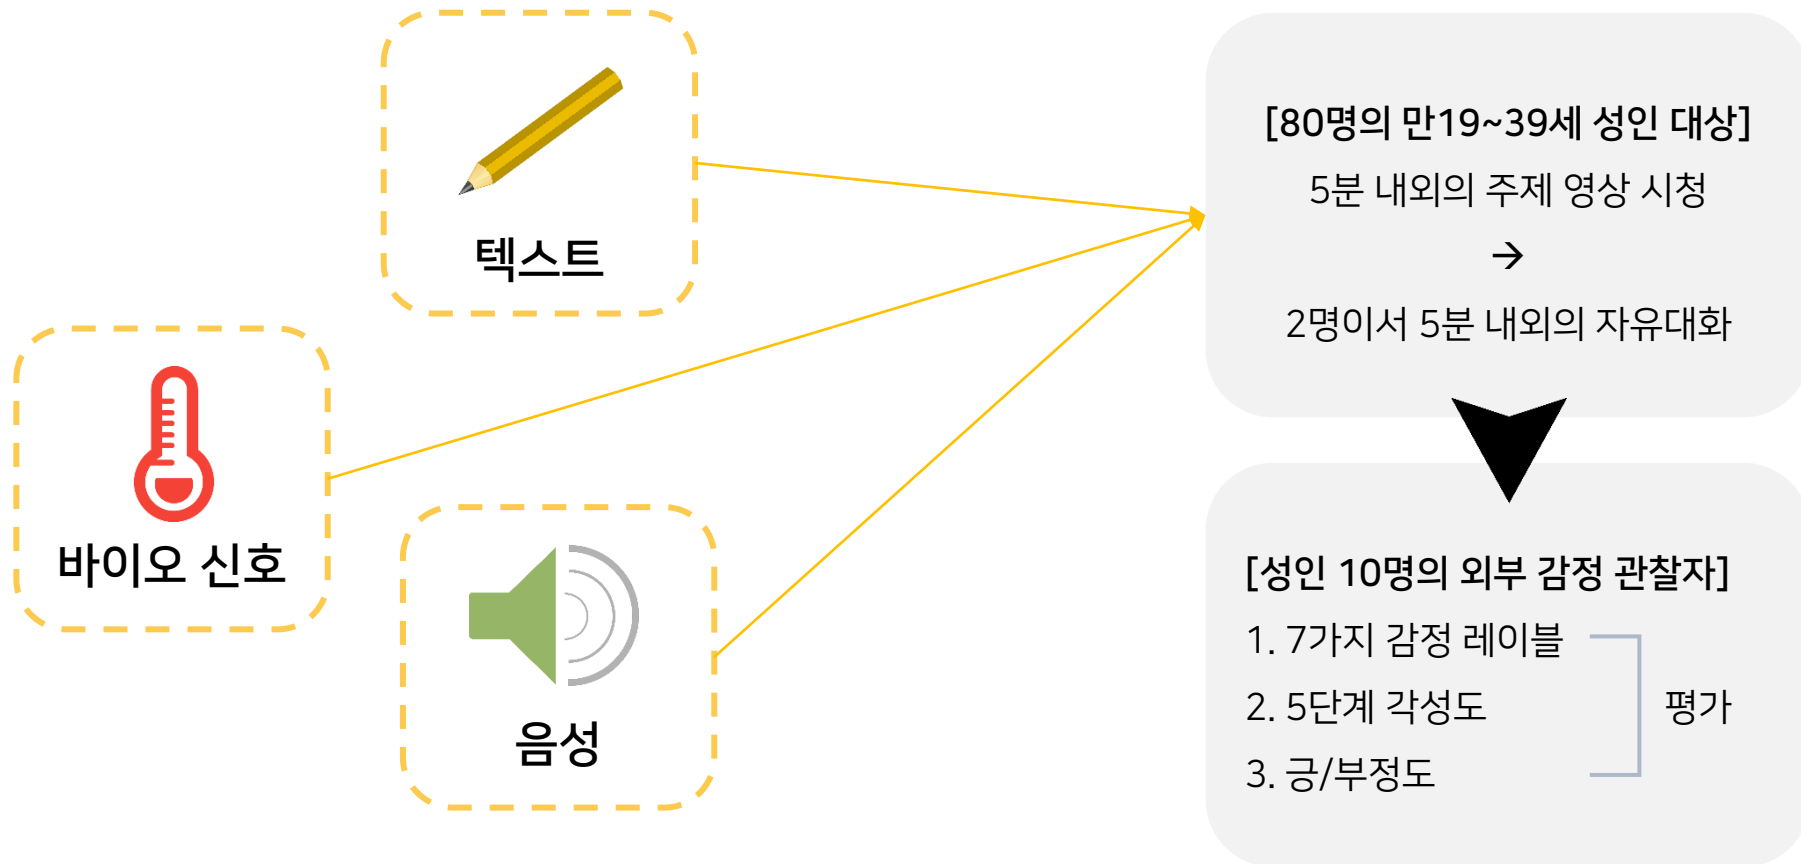 텍스트
바이오 신호
음성
[80명의 만19~39세 성인 대상]
5분 내외의 주제 영상 시청
→
2명이서 5분 내외의 자유대화
[성인 10명의 외부 감정 관찰자]
1. 7가지 감정 레이블
2. 5단계 각성도
3. 긍/부정도
평가